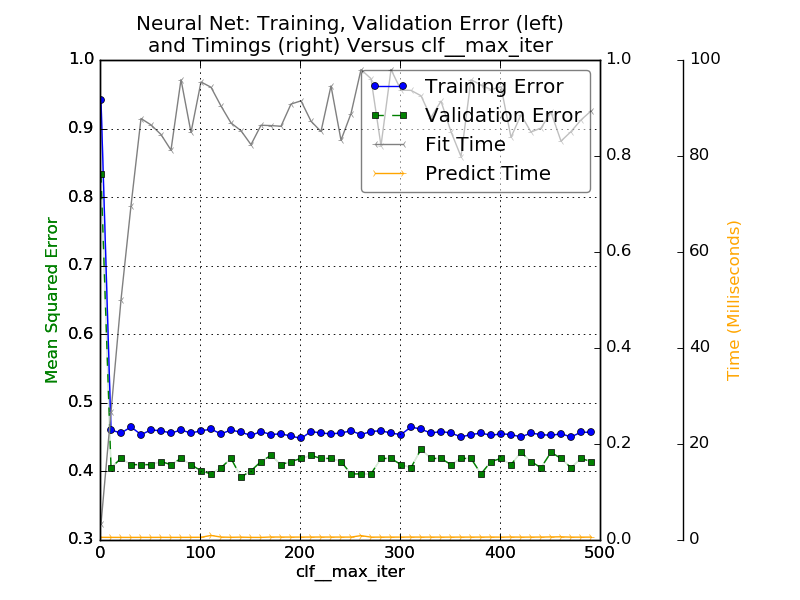 Neural Net: Training, Validation Error (left)
and Timings (right) Versus clf__max_iter
Training Error
Validation Error
Fit Time
Predict Time
Mean Squared Error
1.0
0.9
0.8
0.7
0.6
0.5
0.4
0.3
0 100 200 300 400 500
clf__max_iter
1.0
0.8
0.6
0.4
0.2
0.0
100
80
60
40
20
0
Time (Milliseconds)